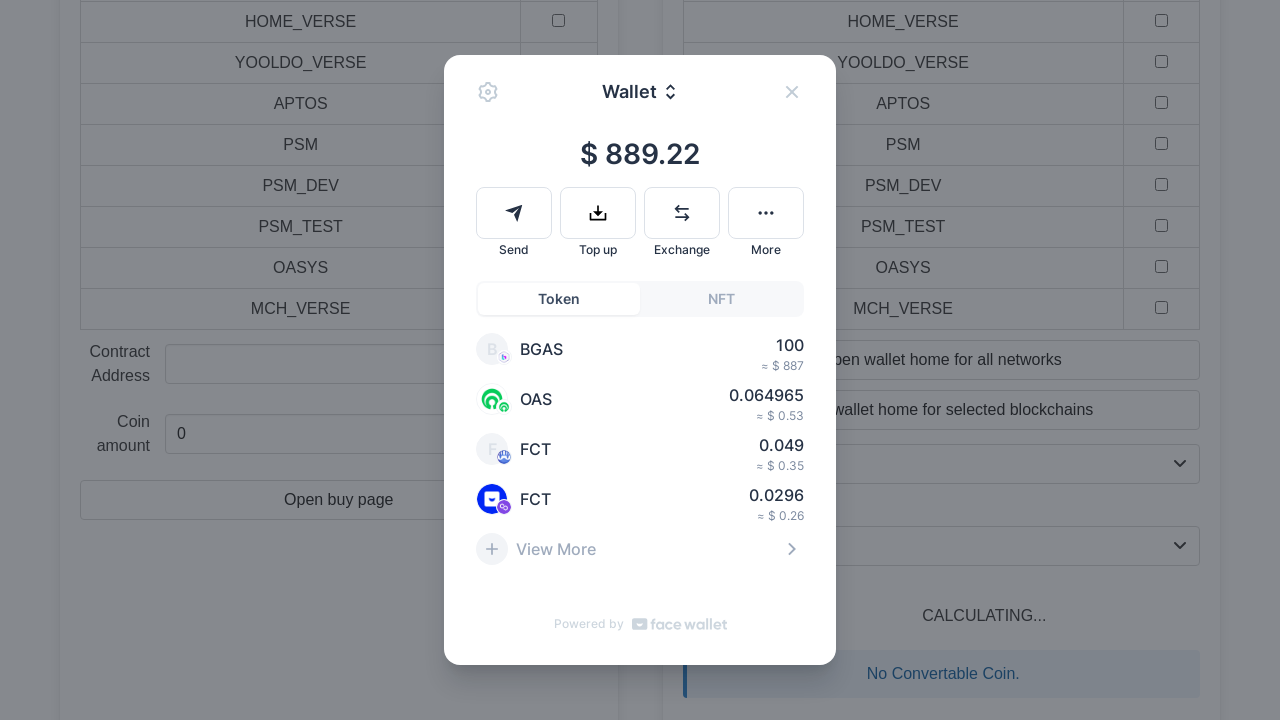 HOME_VERSE
YOOLDO_VERSE
APTOS
PSM
PSM_DEV
PSM_TEST
OASYS
MCH_VERSE
Contract
Address
Coin
amount
0
Open buy page
Wallet
$ 889.22
Send
Top up
Exchange
More
Token
NFT
B
BGAS
100
≈ $ 887
OAS
0.064965
≈ $ 0.53
F
FCT
0.049
≈ $ 0.35
FCT
0.0296
≈ $ 0.26
View More
Powered by face wallet
HOME_VERSE
YOOLDO_VERSE
APTOS
PSM
PSM_DEV
PSM_TEST
OASYS
MCH_VERSE
wallet home for all networks
wallet home for selected blockchains
CALCULATING...
No Convertable Coin.